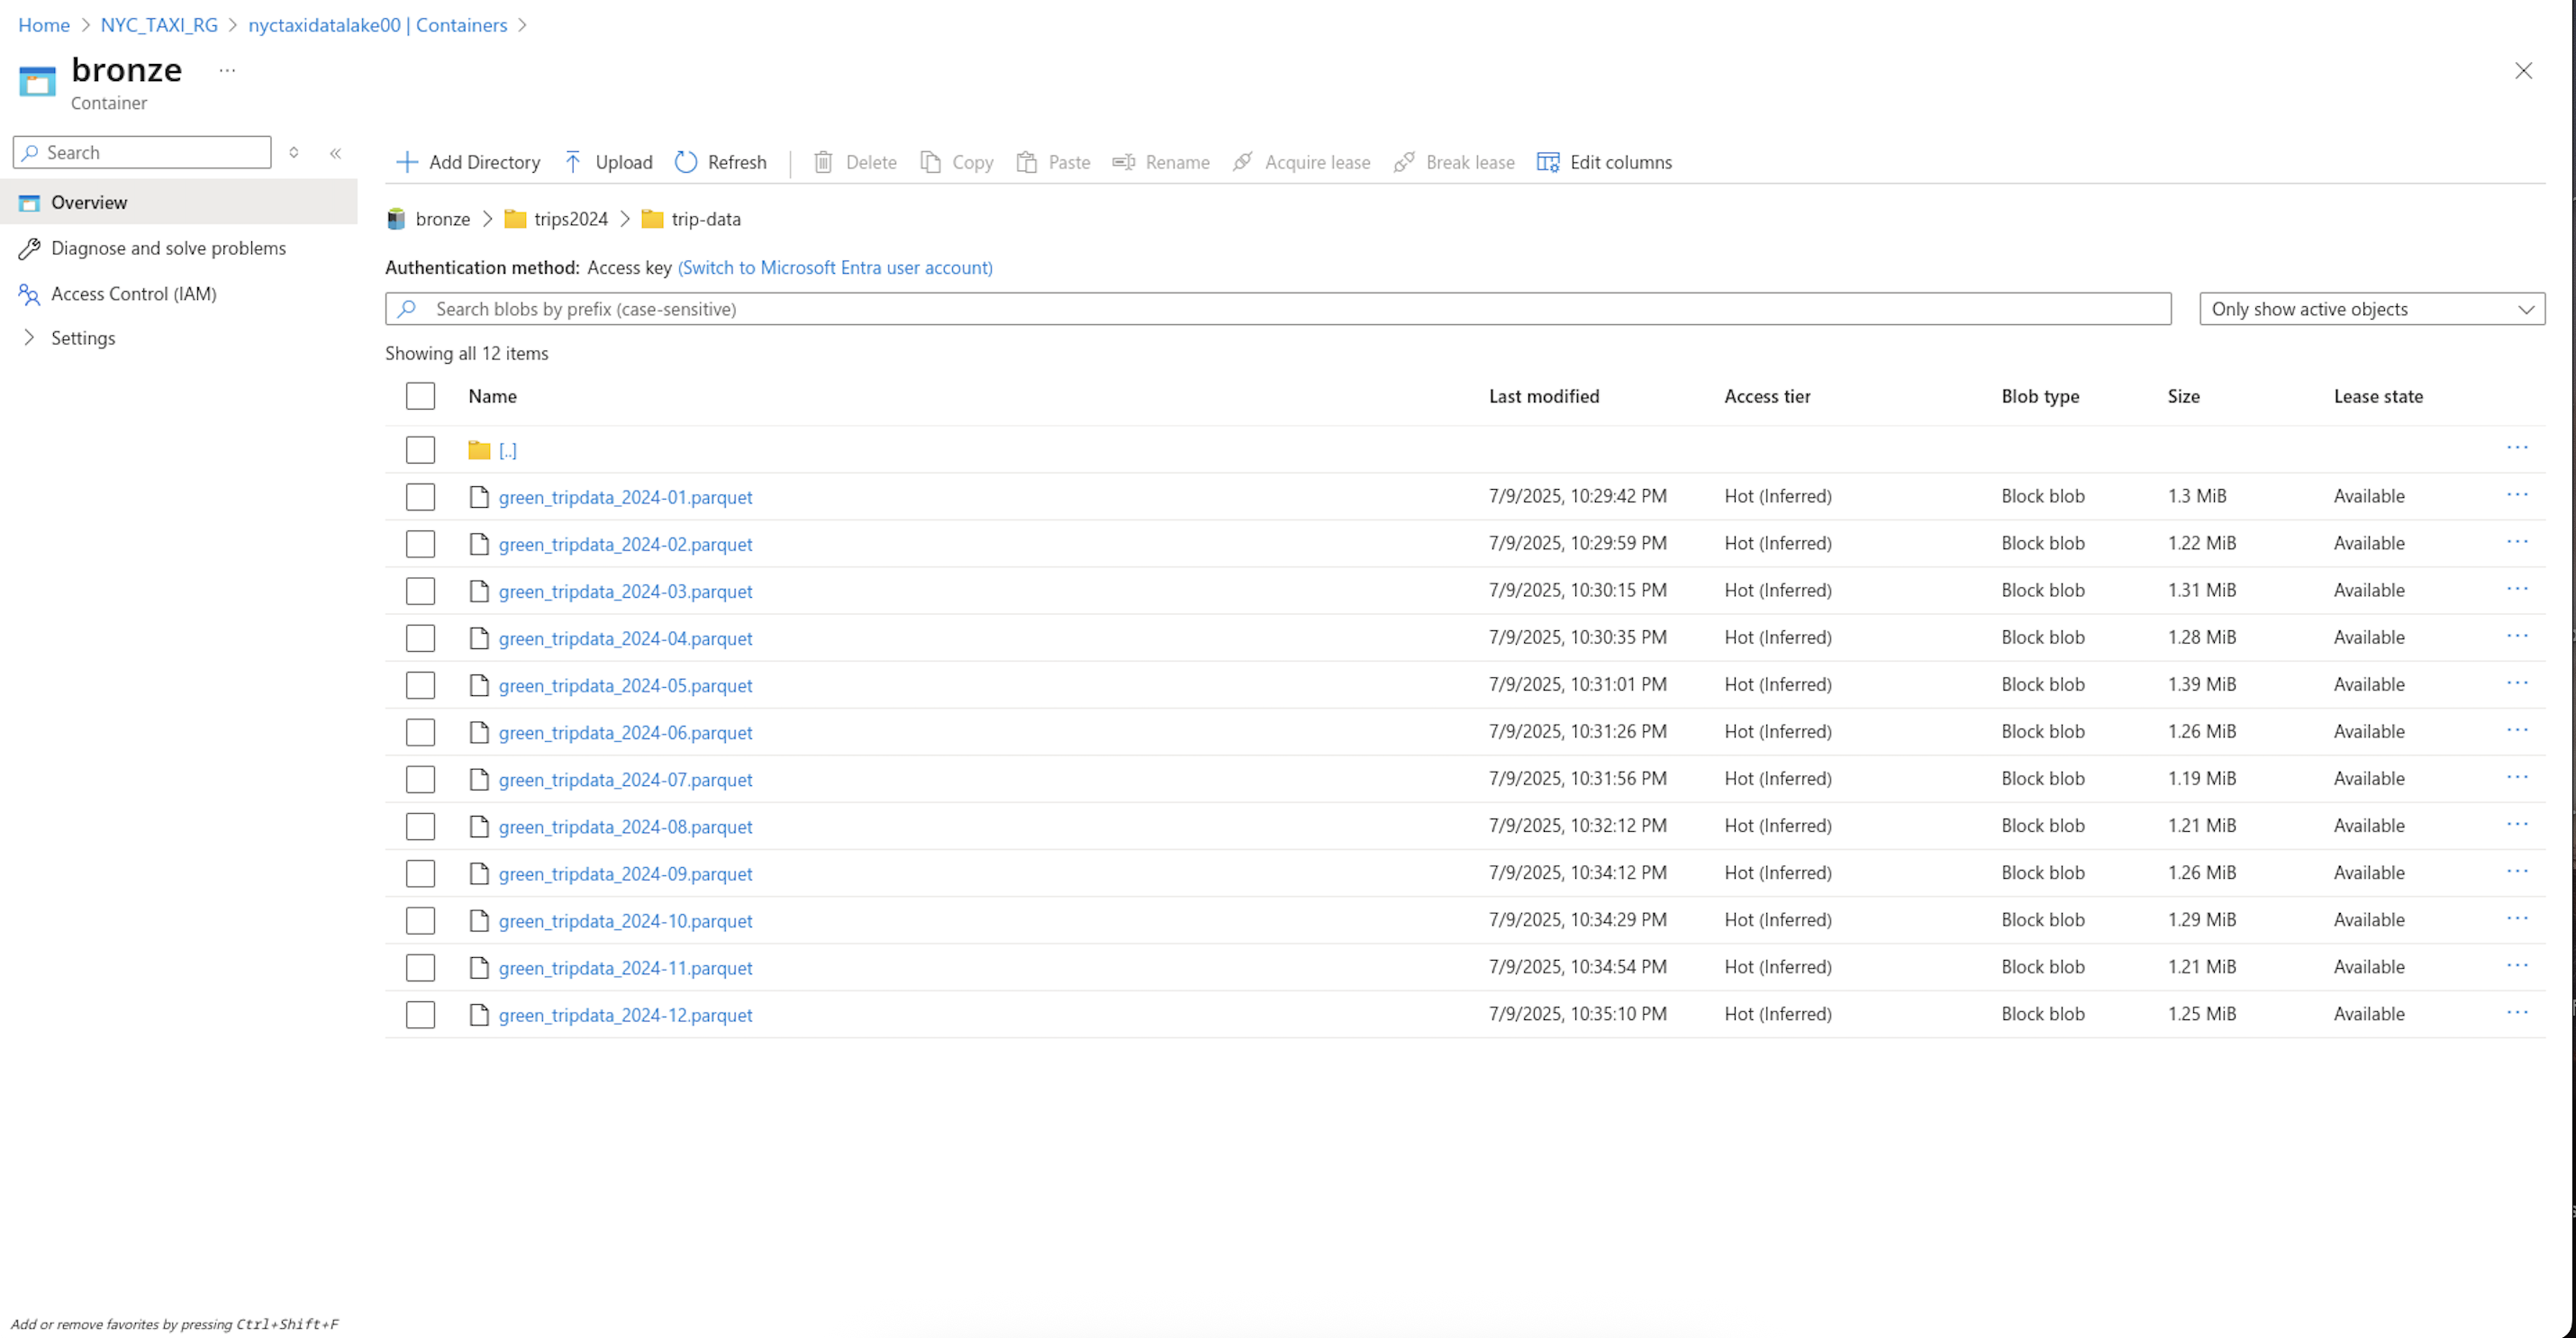 Home > NYC_TAXI_RG > nyctaxidatalake00 | Containers >
bronze ...
Container
Search
Overview
Diagnose and solve problems
Access Control (IAM)
Settings
Add Directory Upload Refresh Delete Copy Paste Rename Acquire lease Break lease Edit columns
bronze > trips2024 > trip-data
Authentication method: Access key (Switch to Microsoft Entra user account)
Search blobs by prefix (case-sensitive) Only show active objects
Showing all 12 items
Name Last modified Access tier Blob type Size Lease state
[..] ...
green_tripdata_2024-01.parquet 7/9/2025, 10:29:42 PM Hot (Inferred) Block blob 1.3 MiB Available ...
green_tripdata_2024-02.parquet 7/9/2025, 10:29:59 PM Hot (Inferred) Block blob 1.22 MiB Available ...
green_tripdata_2024-03.parquet 7/9/2025, 10:30:15 PM Hot (Inferred) Block blob 1.31 MiB Available ...
green_tripdata_2024-04.parquet 7/9/2025, 10:30:35 PM Hot (Inferred) Block blob 1.28 MiB Available ...
green_tripdata_2024-05.parquet 7/9/2025, 10:31:01 PM Hot (Inferred) Block blob 1.39 MiB Available ...
green_tripdata_2024-06.parquet 7/9/2025, 10:31:26 PM Hot (Inferred) Block blob 1.26 MiB Available ...
green_tripdata_2024-07.parquet 7/9/2025, 10:31:56 PM Hot (Inferred) Block blob 1.19 MiB Available ...
green_tripdata_2024-08.parquet 7/9/2025, 10:32:12 PM Hot (Inferred) Block blob 1.21 MiB Available ...
green_tripdata_2024-09.parquet 7/9/2025, 10:34:12 PM Hot (Inferred) Block blob 1.26 MiB Available ...
green_tripdata_2024-10.parquet 7/9/2025, 10:34:29 PM Hot (Inferred) Block blob 1.29 MiB Available ...
green_tripdata_2024-11.parquet 7/9/2025, 10:34:54 PM Hot (Inferred) Block blob 1.21 MiB Available ...
green_tripdata_2024-12.parquet 7/9/2025, 10:35:10 PM Hot (Inferred) Block blob 1.25 MiB Available ...
Add or remove favorites by pressing Ctrl+Shift+F